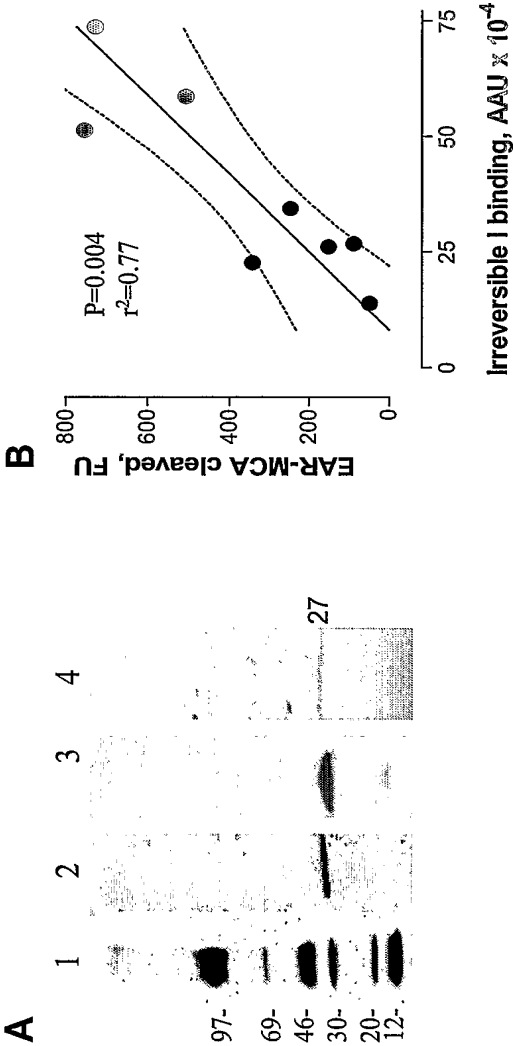 A
1 2 3 4
97-
69-
46-
30-
20-
12-
27
B
P=0.004
r²=0.77
EAR-MCA cleaved, FU
800
600
400
200
0
0 25 50 75
Irreversible I binding, AAU x 10⁻⁴